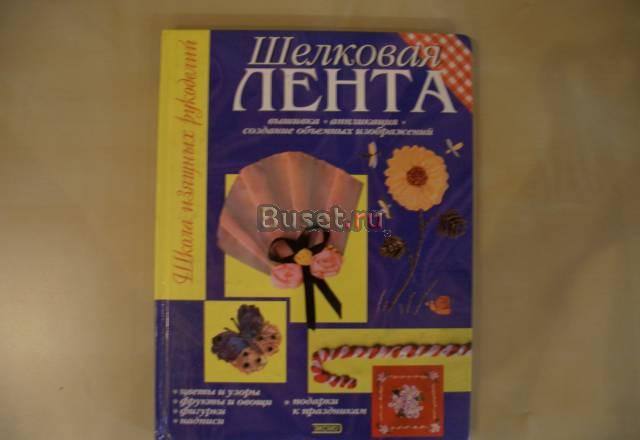 Школа изящных рукоделий
Шелковая
ЛЕНТА
вышивка • аппликация •
создание объемных изображений
Buset.ru
• цветы и узоры
• фрукты и овощи
• фигурки
• надписи
• подарки
к праздникам
ЭКСМО